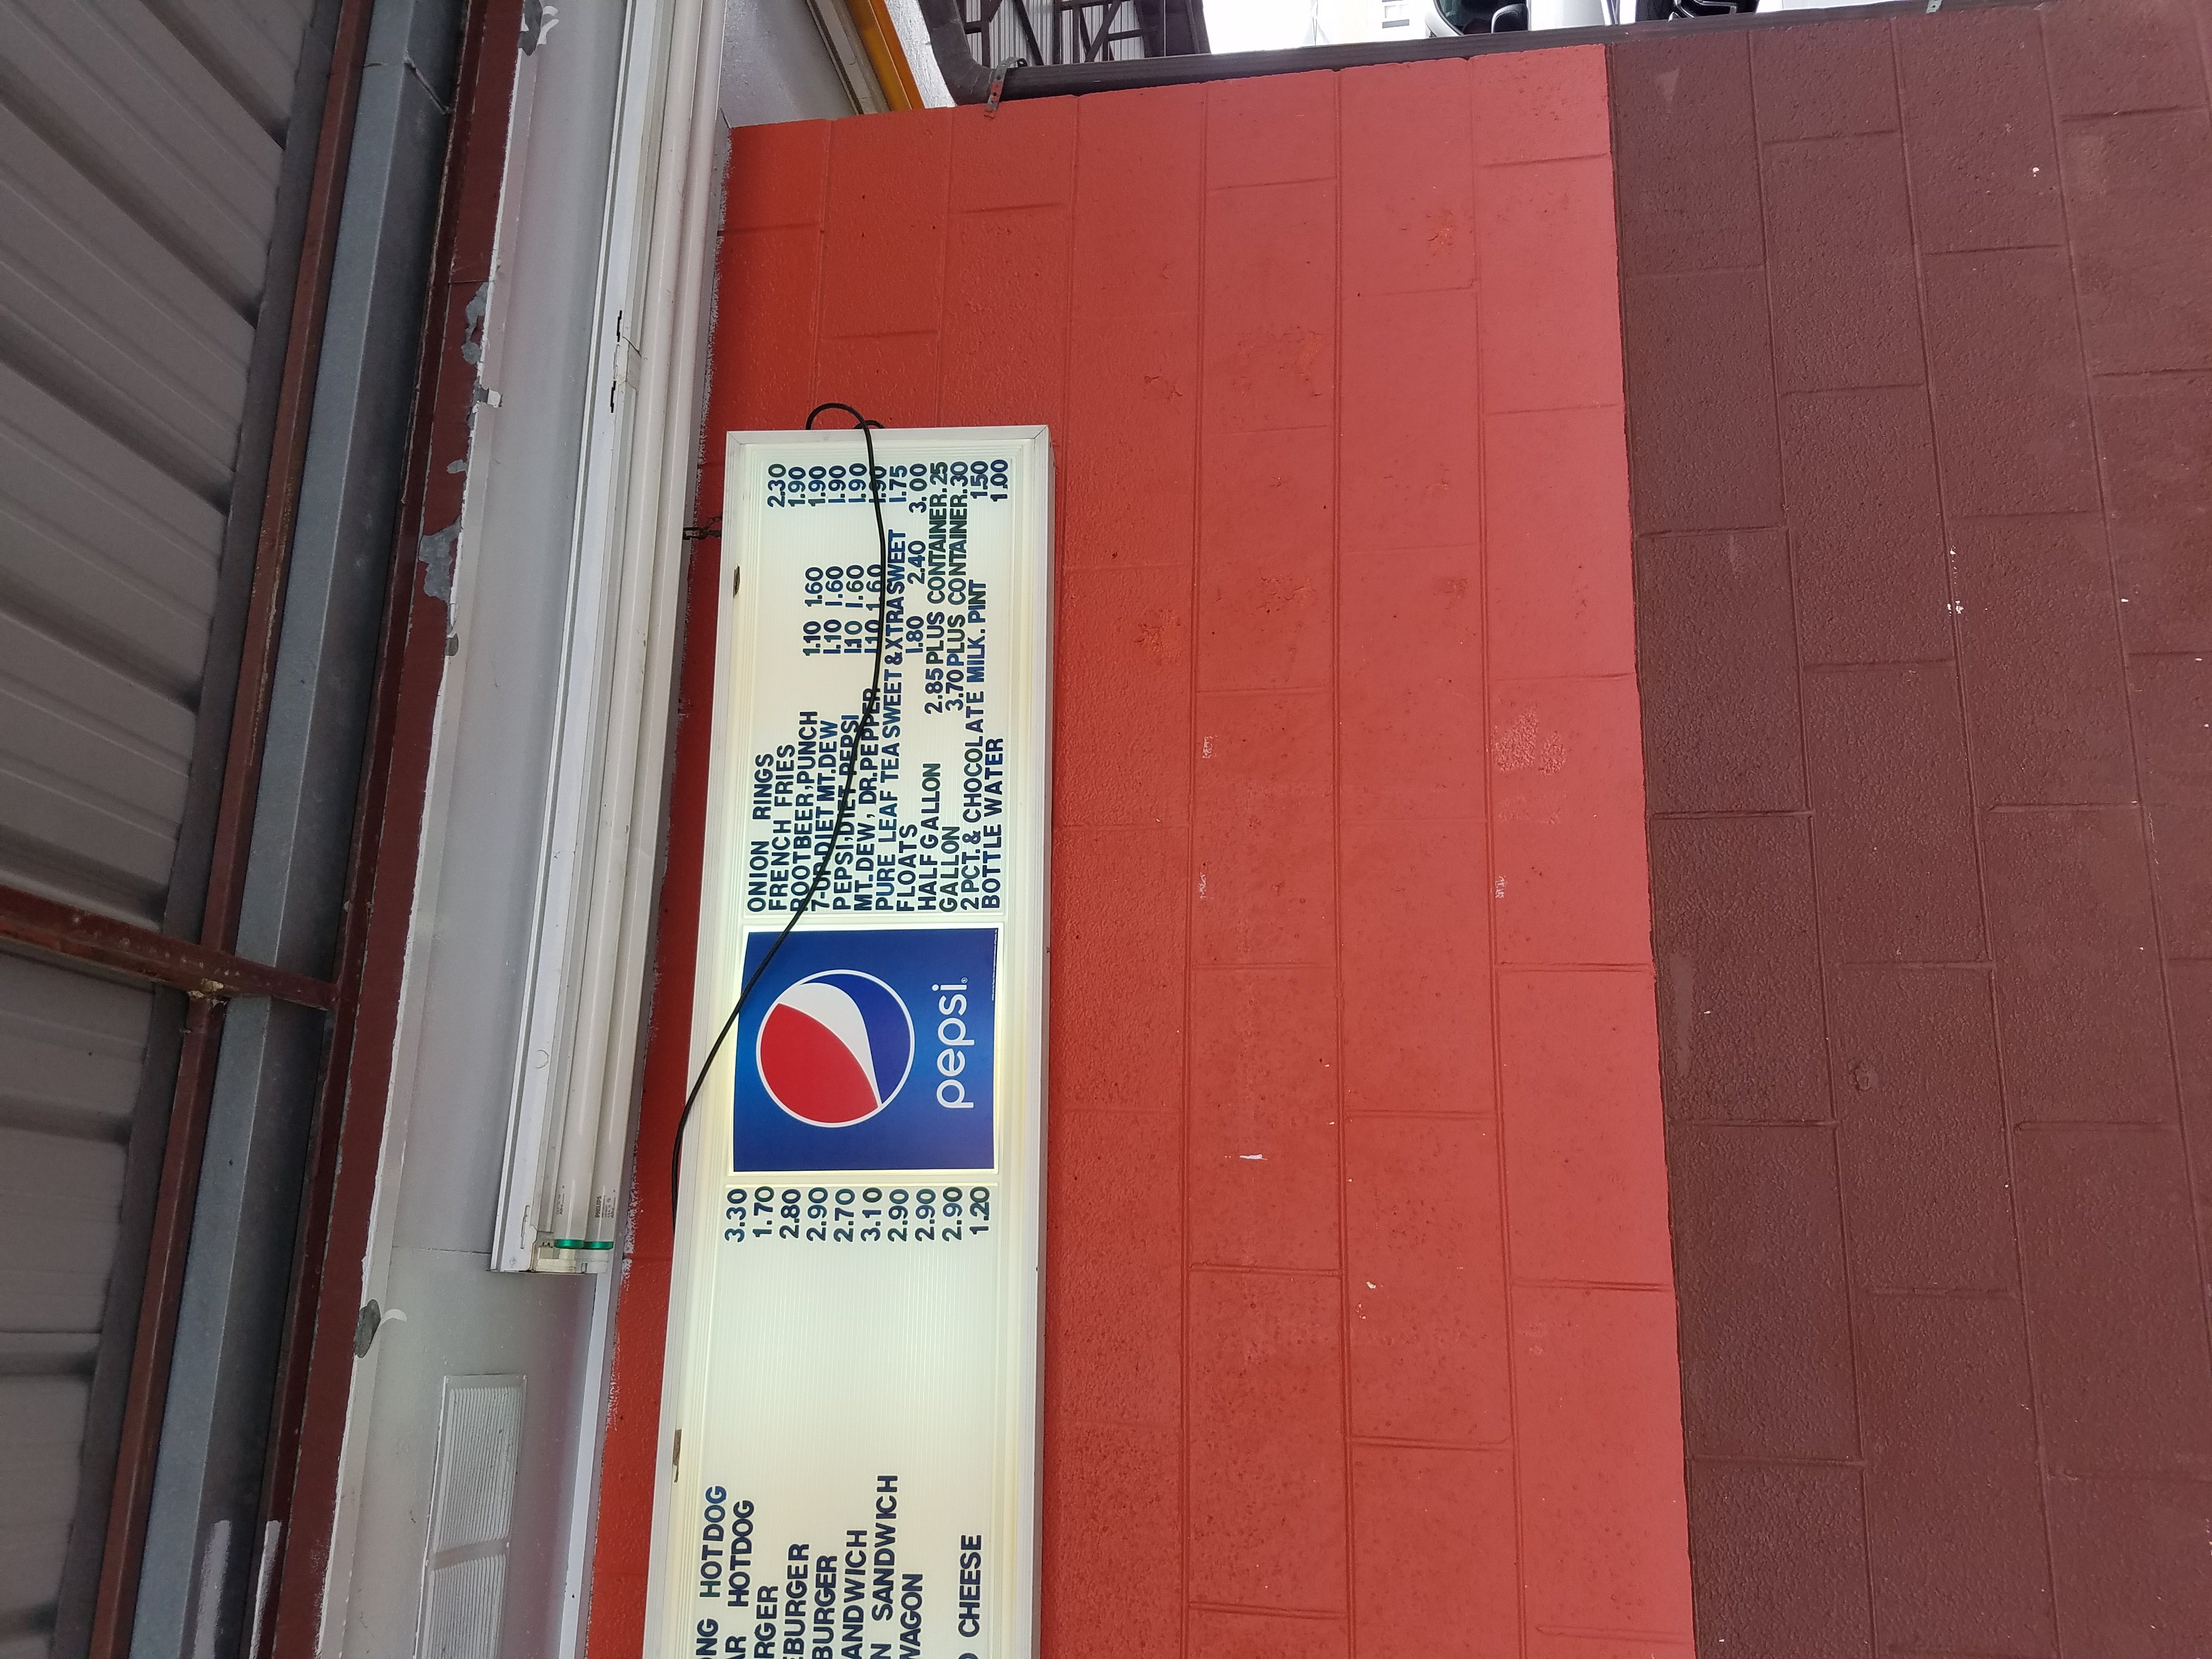 ONG HOTDOG 3.30
AR HOTDOG 1.70
RGER 2.80
EBURGER 2.90
BURGER 2.70
ANDWICH 3.10
N SANDWICH 2.90
WAGON 2.90
2.90
CHEESE 1.20
pepsi
ONION RINGS 2.30
FRENCH FRIES 1.90
ROOTBEER,PUNCH 1.10 1.60 1.90
7-UP,DIET MT.DEW 1.10 1.60 1.90
PEPSI,DIET PEPSI 1.10 1.60 1.90
MT.DEW, DR.PEPPER 1.10 1.60 1.90
PURE LEAF TEA SWEET & XTRA SWEET 1.75
FLOATS 1.80 2.40 3.00
HALF GALLON 2.85 PLUS CONTAINER .25
GALLON 3.70 PLUS CONTAINER .30
2 PCT. & CHOCOLATE MILK. PINT 1.50
BOTTLE WATER 1.00